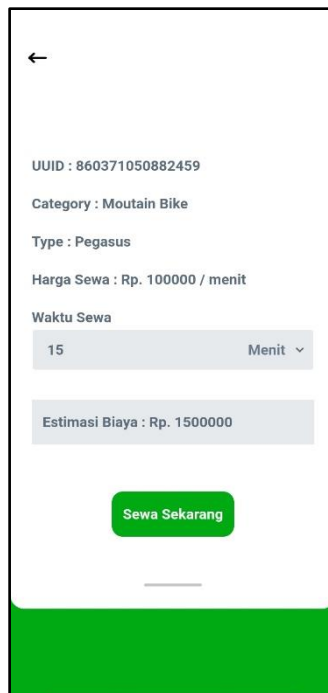 UUID : 860371050882459
Category : Moutain Bike
Type : Pegasus
Harga Sewa : Rp. 100000 / menit
Waktu Sewa
15 Menit
Estimasi Biaya : Rp. 1500000
Sewa Sekarang